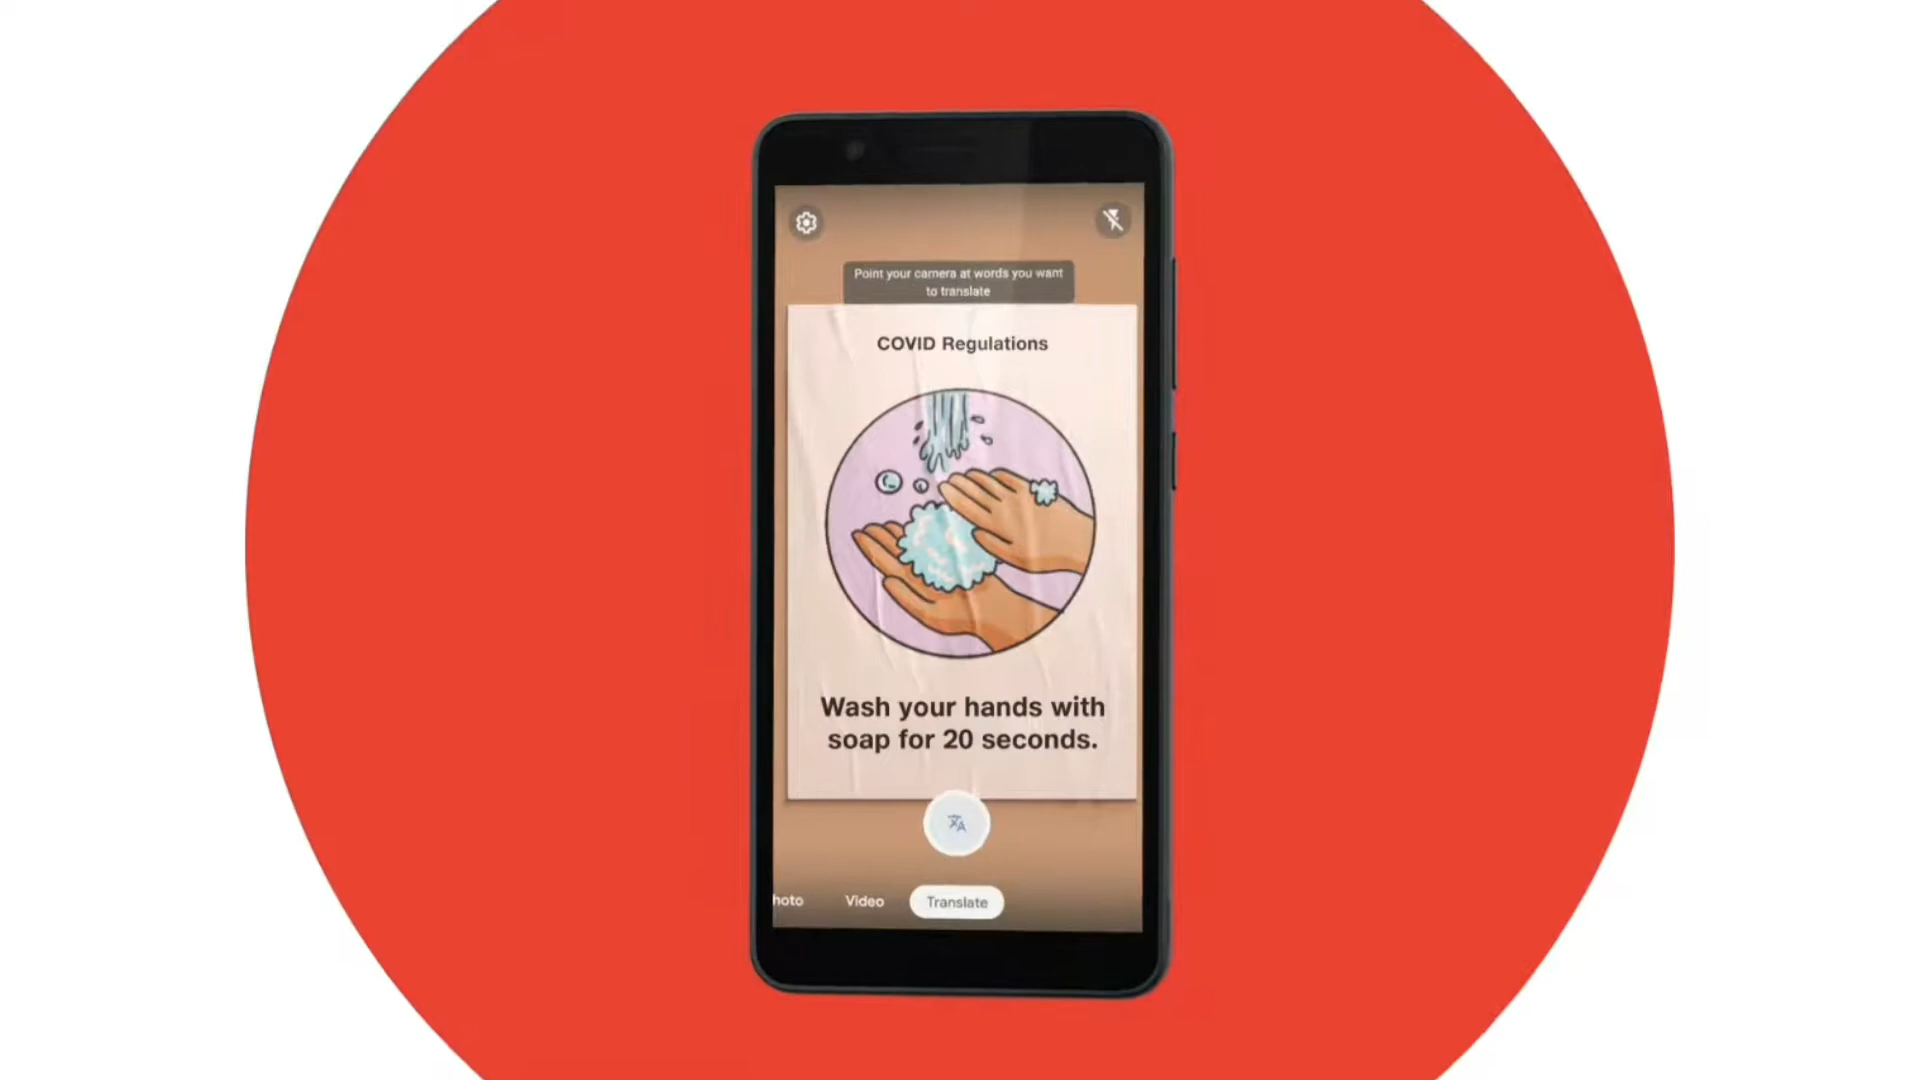 Point your camera at words you want
to translate
COVID Regulations
Wash your hands with
soap for 20 seconds.
hoto
Video
Translate